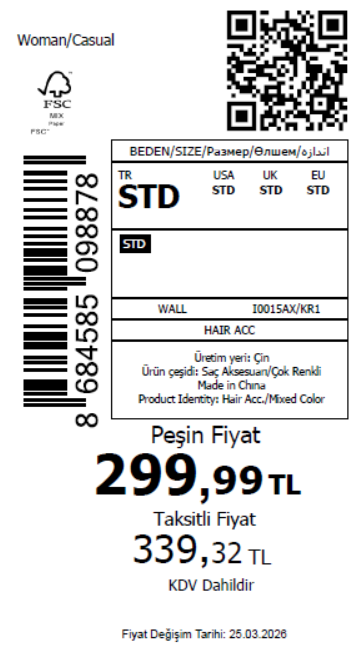 Woman/Casual
FSC
MIX
Paper
FSC™
BEDEN/SIZE/Размер/Өлшем/اندازه
TR USA UK EU
STD STD STD STD
STD
WALL I0015AX/KR1
HAIR ACC
Üretim yeri: Çin
Ürün çeşidi: Saç Aksesuarı/Çok Renkli
Made in China
Product Identity: Hair Acc./Mixed Color
8 684585 098878
Peşin Fiyat
299,99 TL
Taksitli Fiyat
339,32 TL
KDV Dahildir
Fiyat Değişim Tarihi: 25.03.2026